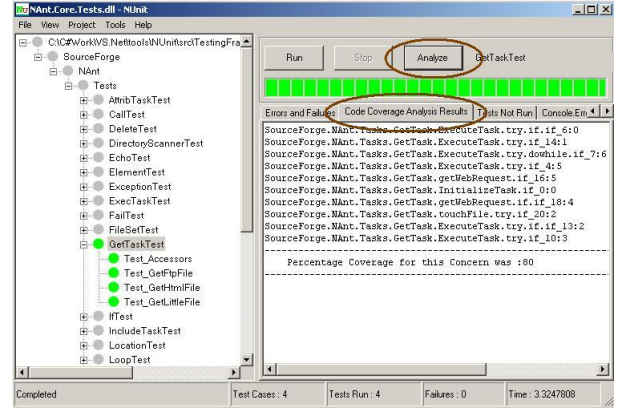 NAnt.Core.Tests.dll - NUnit
File View Project Tools Help
C:\C#Work\VS.Net\tools\NUnit\src\TestingFra
SourceForge
NAnt
Tests
AttribTaskTest
CallTest
DeleteTest
DirectoryScannerTest
EchoTest
ElementTest
ExceptionTest
ExecTaskTest
FailTest
FileSetTest
GetTaskTest
Test_Accessors
Test_GetFtpFile
Test_GetHtmlFile
Test_GetLittleFile
IfTest
IncludeTaskTest
LocationTest
LoopTest
Run Stop Analyze GetTaskTest
Errors and Failures Code Coverage Analysis Results Tests Not Run Console.Err
SourceForge.NAnt.Tasks.GetTask.ExecuteTask.try.if.if_6:0
SourceForge.NAnt.Tasks.GetTask.ExecuteTask.try.if_14:1
SourceForge.NAnt.Tasks.GetTask.ExecuteTask.try.dowhile.if_7:6
SourceForge.NAnt.Tasks.GetTask.ExecuteTask.try.if_4:5
SourceForge.NAnt.Tasks.GetTask.getWebRequest.if_16:5
SourceForge.NAnt.Tasks.GetTask.InitializeTask.if_0:0
SourceForge.NAnt.Tasks.GetTask.getWebRequest.if.if_18:4
SourceForge.NAnt.Tasks.GetTask.touchFile.try.if_20:2
SourceForge.NAnt.Tasks.GetTask.ExecuteTask.try.if.if_13:2
SourceForge.NAnt.Tasks.GetTask.ExecuteTask.try.if_10:3
Percentage Coverage for this Concern was :80
Completed Test Cases : 4 Tests Run : 4 Failures : 0 Time : 3.3247808